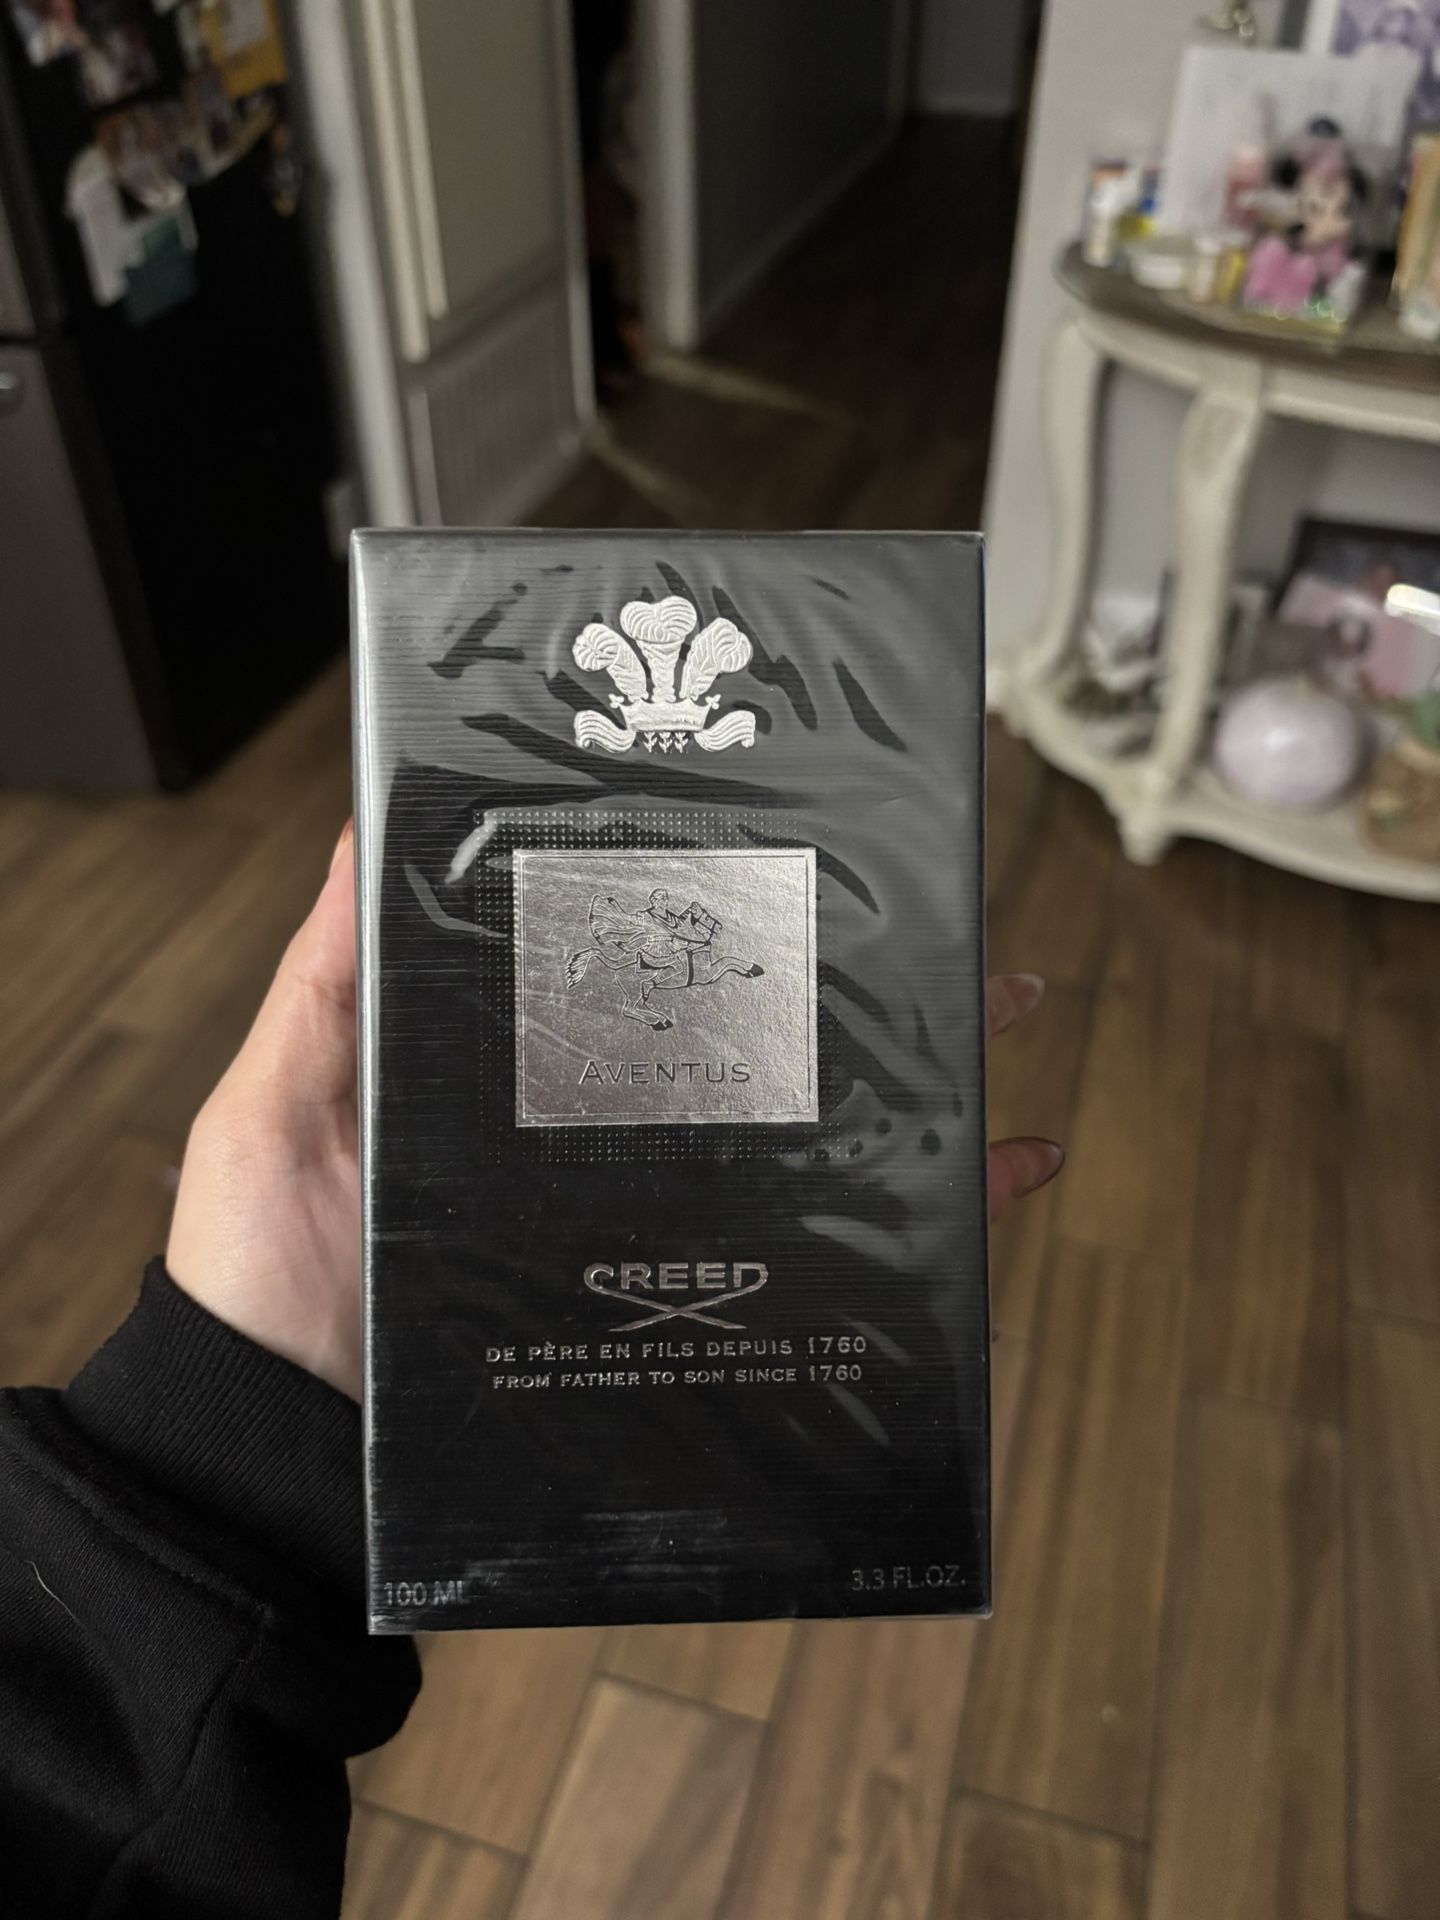 AVENTUS
CREED
DE PÈRE EN FILS DEPUIS 1760
FROM FATHER TO SON SINCE 1760
100 ML
3.3 FL.OZ.